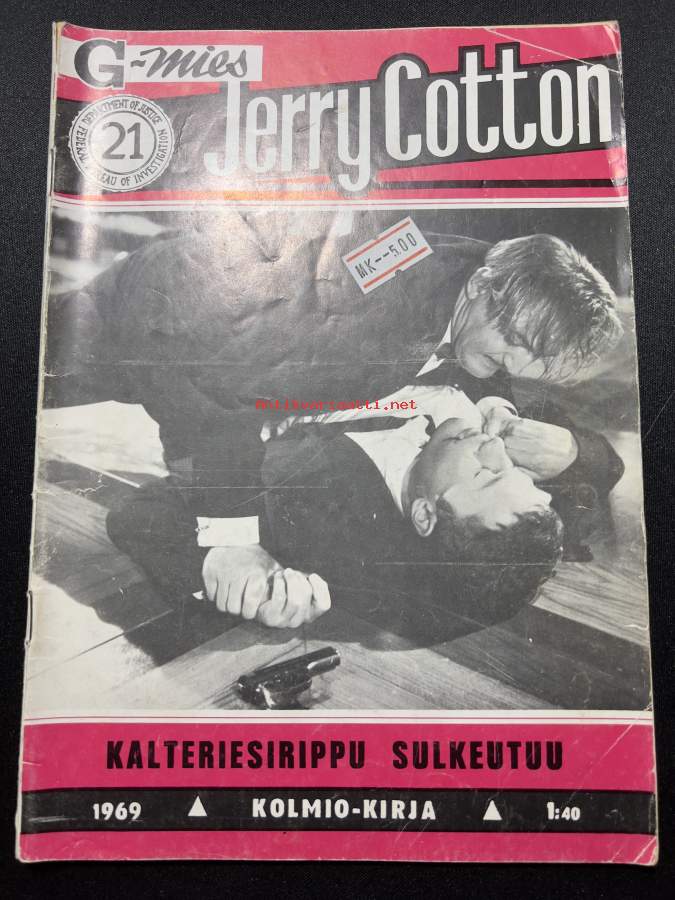 G-mies
Jerry Cotton
DEPARTMENT OF JUSTICE
FEDERAL BUREAU OF INVESTIGATION
21
MK--5.00
Antikvariaatti.net
KALTERIESIRIPPU SULKEUTUU
1969 ▲ KOLMIO-KIRJA ▲ 1:40